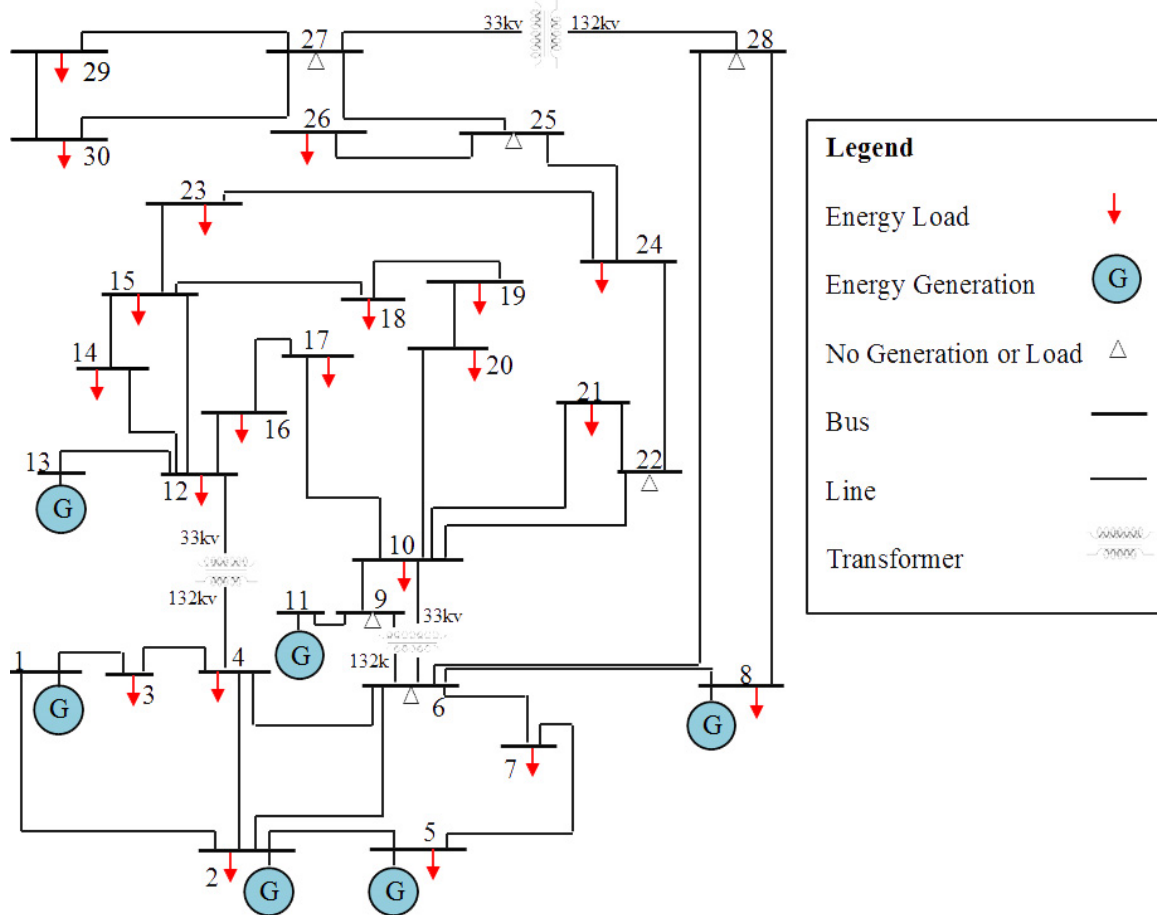 33kv 132kv
27 28
29
26 25
30
Legend
23
Energy Load
24
15
19
Energy Generation
G
18
17
14 20
No Generation or Load
21
16
Bus
22
13
12
Line
G
33kv
10
Transformer
132kv
11 9
33kv
G
1 4
132k
8
3
6
G
G
7
5
2
G
G